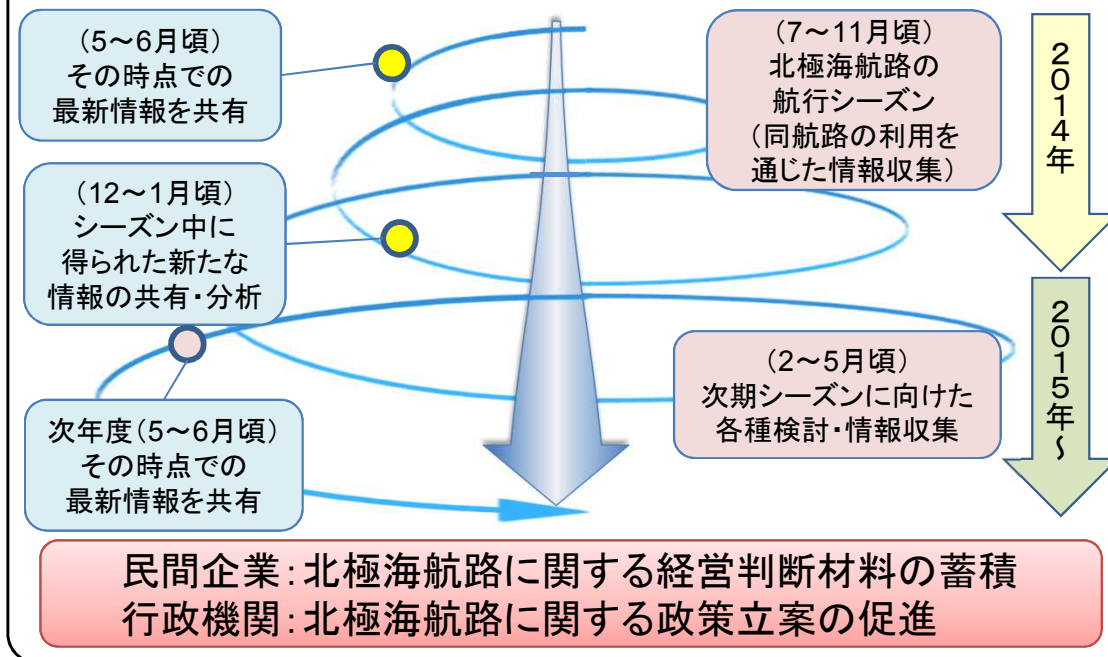 (5～6月頃)
その時点での
最新情報を共有
(7～11月頃)
北極海航路の
航行シーズン
(同航路の利用を
通じた情報収集)
2014年
(12～1月頃)
シーズン中に
得られた新たな
情報の共有・分析
(2～5月頃)
次期シーズンに向けた
各種検討・情報収集
2015年～
次年度(5～6月頃)
その時点での
最新情報を共有
民間企業:北極海航路に関する経営判断材料の蓄積
行政機関:北極海航路に関する政策立案の促進